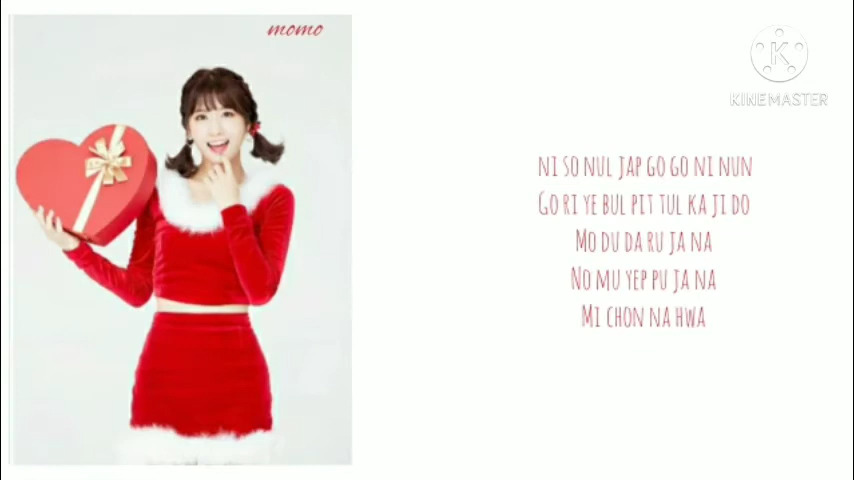 momo
KINEMASTER
NI SO NUL JAP GO GO NI NUN
GO RI YE BUL PIT TUL KA JI DO
MO DU DA RU JA NA
NO MU YEP PU JA NA
MI CHON NA HWA